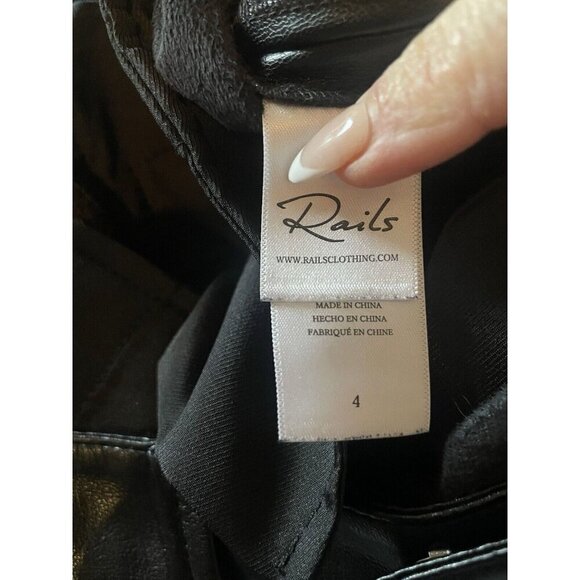 Rails
WWW.RAILSCLOTHING.COM
MADE IN CHINA
HECHO EN CHINA
FABRIQUÉ EN CHINE
4